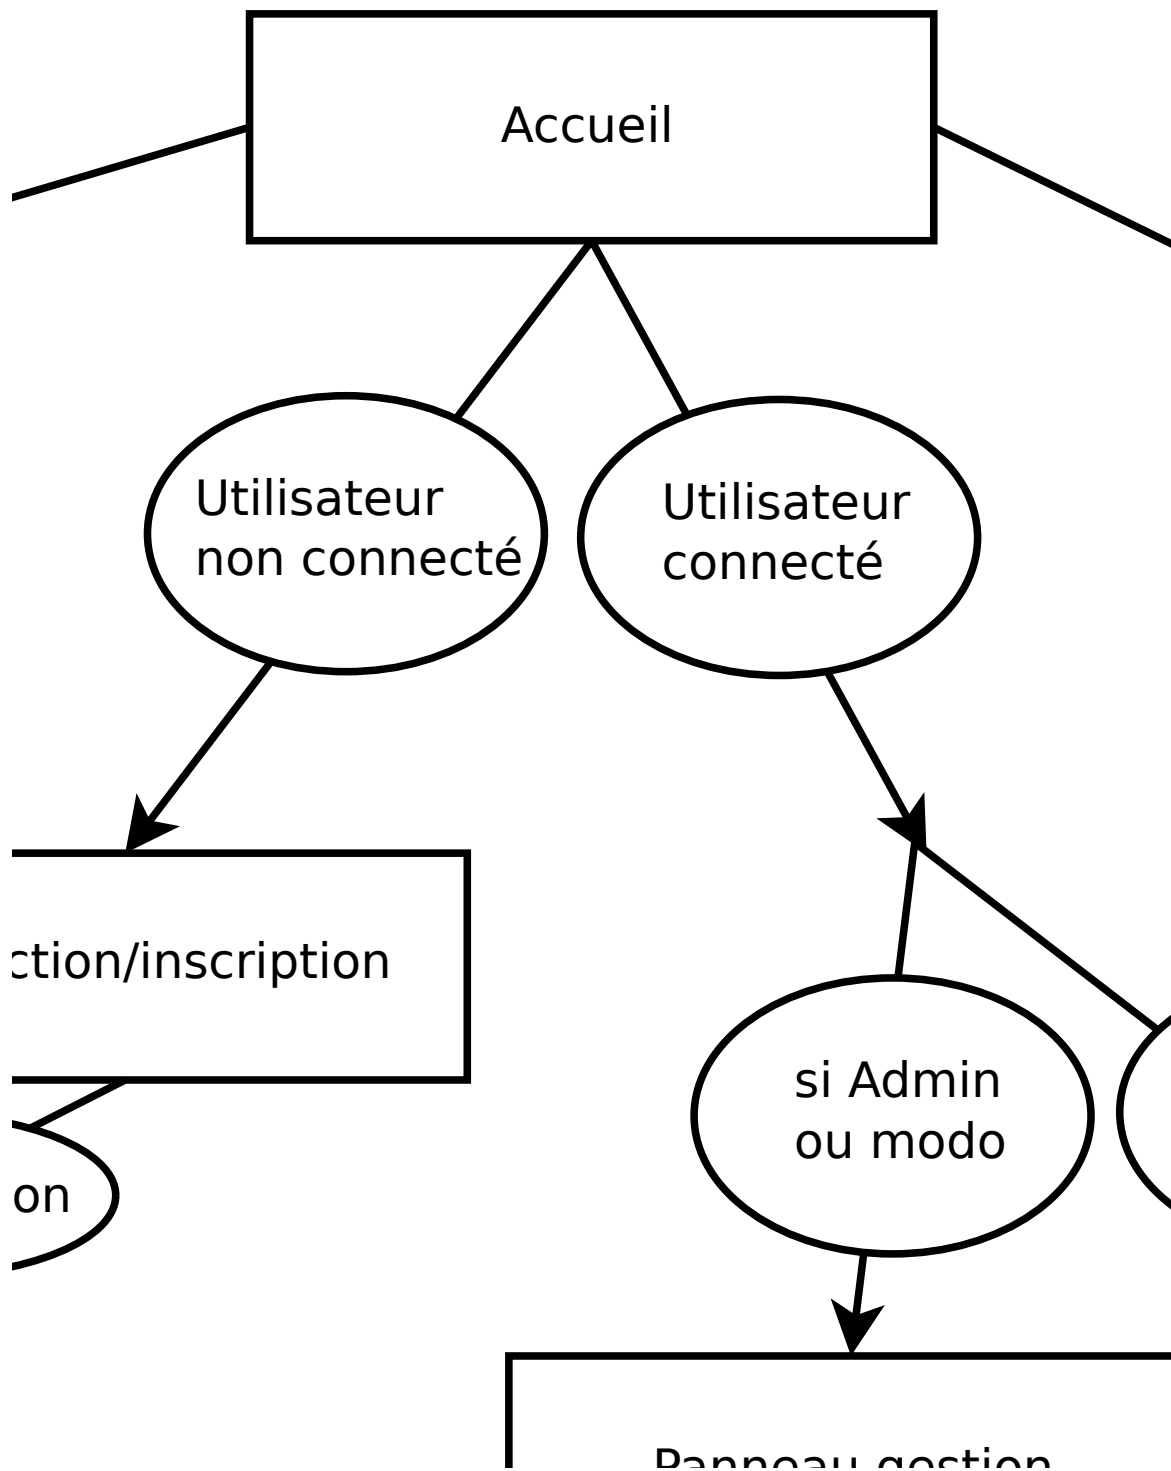 Accueil
Utilisateur
non connecté
Utilisateur
connecté
ction/inscription
si Admin
ou modo
on
Panneau gestion